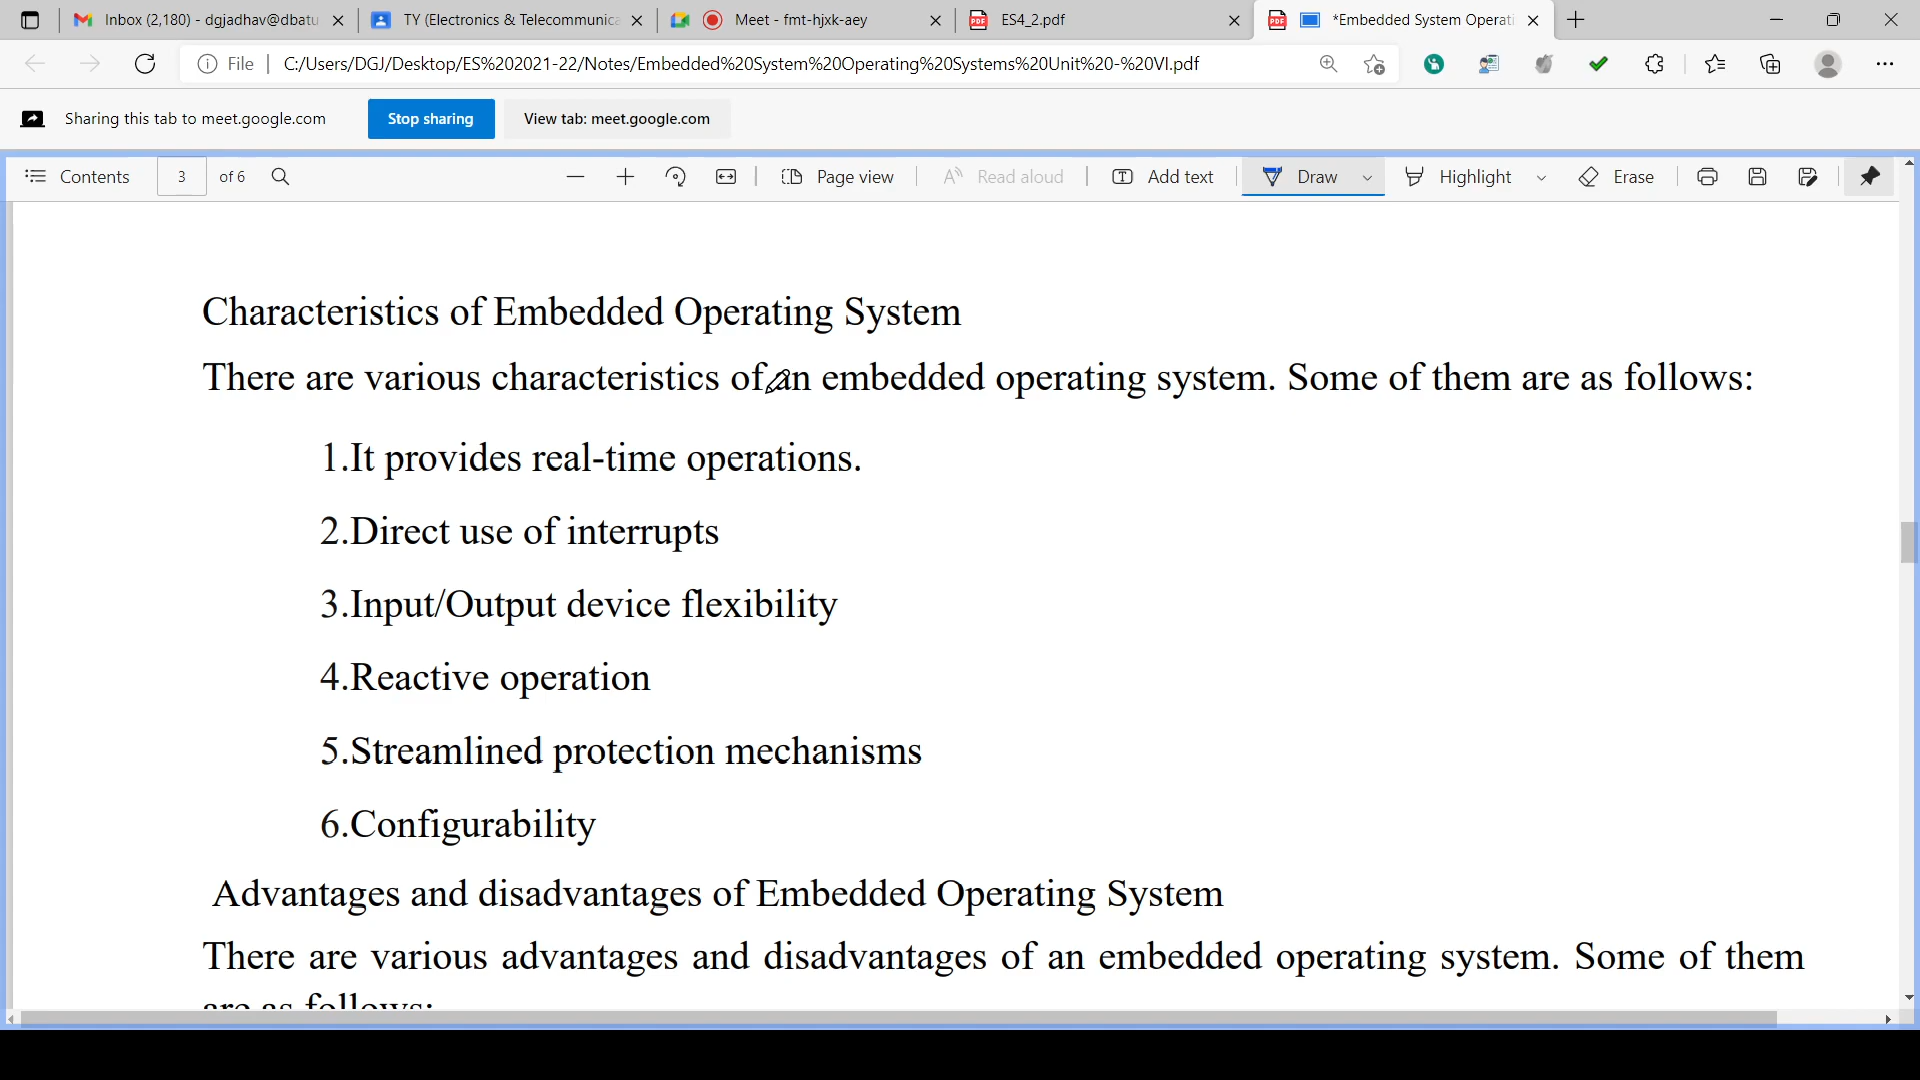 Inbox (2,180) - dgjadhav@dbatu
TY (Electronics & Telecommunica
Meet - fmt-hjxk-aey
ES4_2.pdf
*Embedded System Operati
File
C:/Users/DGJ/Desktop/ES%202021-22/Notes/Embedded%20System%20Operating%20Systems%20Unit%20-%20VI.pdf
Sharing this tab to meet.google.com
Stop sharing
View tab: meet.google.com
Contents
3
of 6
Page view
Read aloud
Add text
Draw
Highlight
Erase
Characteristics of Embedded Operating System
There are various characteristics of an embedded operating system. Some of them are as follows:
1.It provides real-time operations.
2.Direct use of interrupts
3.Input/Output device flexibility
4.Reactive operation
5.Streamlined protection mechanisms
6.Configurability
Advantages and disadvantages of Embedded Operating System
There are various advantages and disadvantages of an embedded operating system. Some of them
are as follows: